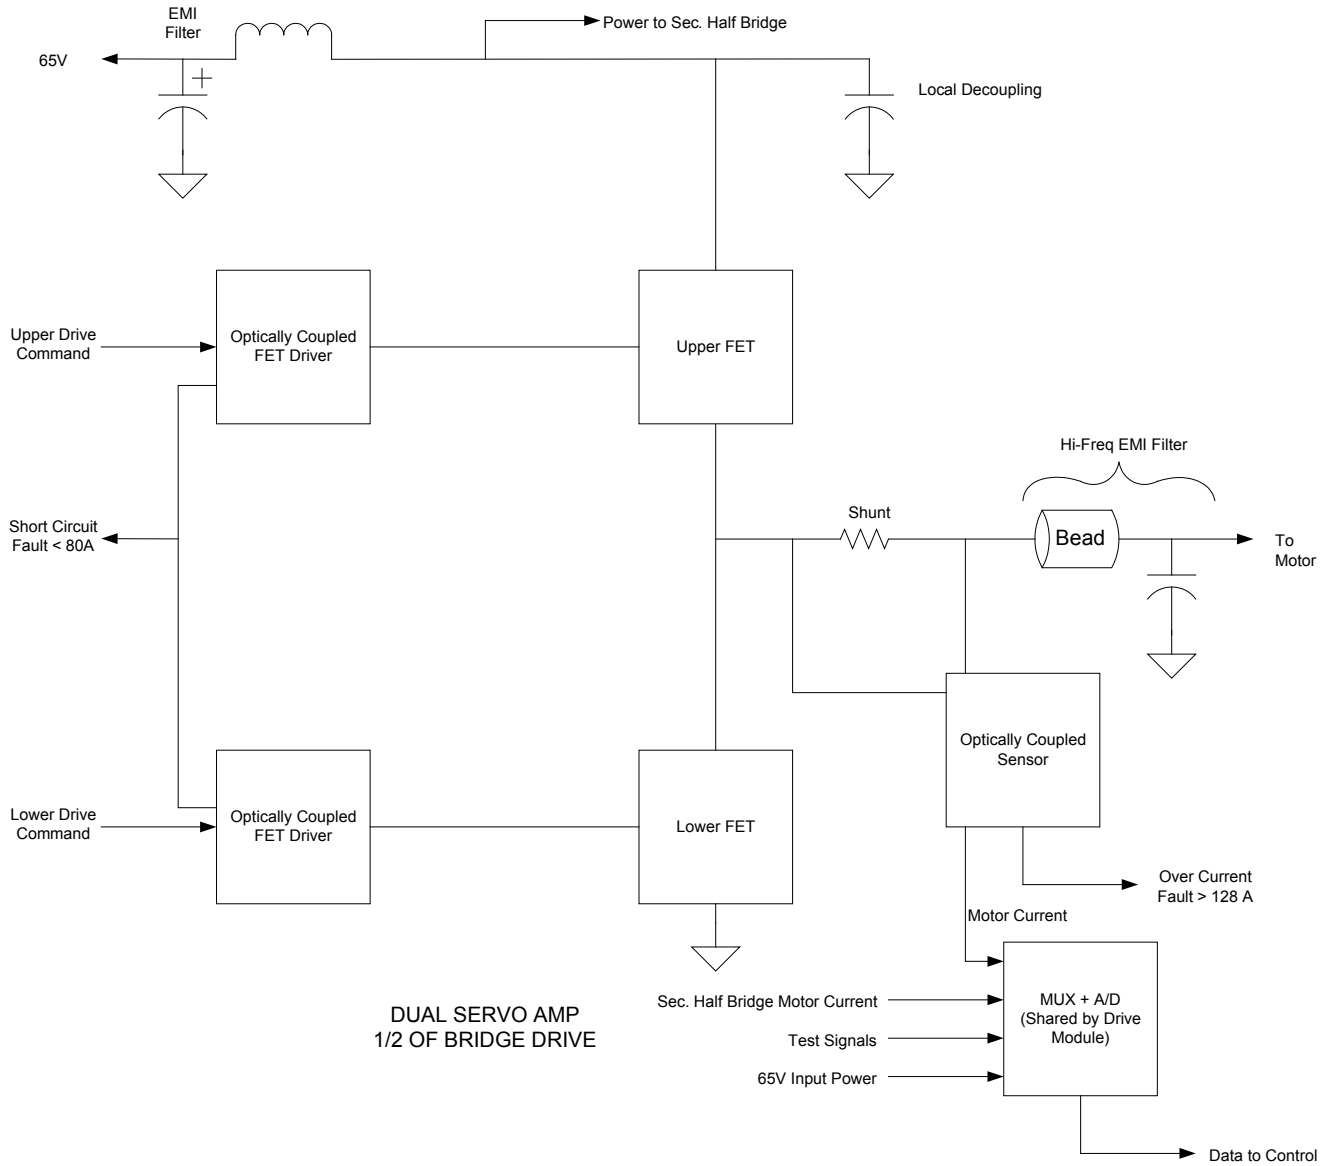 EMI
Filter
Power to Sec. Half Bridge
65V
+
Local Decoupling
Upper Drive
Command
Optically Coupled
FET Driver
Upper FET
Hi-Freq EMI Filter
Short Circuit
Fault < 80A
Shunt
Bead
To
Motor
Optically Coupled
Sensor
Lower Drive
Command
Optically Coupled
FET Driver
Lower FET
Over Current
Fault > 128 A
Motor Current
DUAL SERVO AMP
1/2 OF BRIDGE DRIVE
Sec. Half Bridge Motor Current
Test Signals
65V Input Power
MUX + A/D
(Shared by Drive
Module)
Data to Control